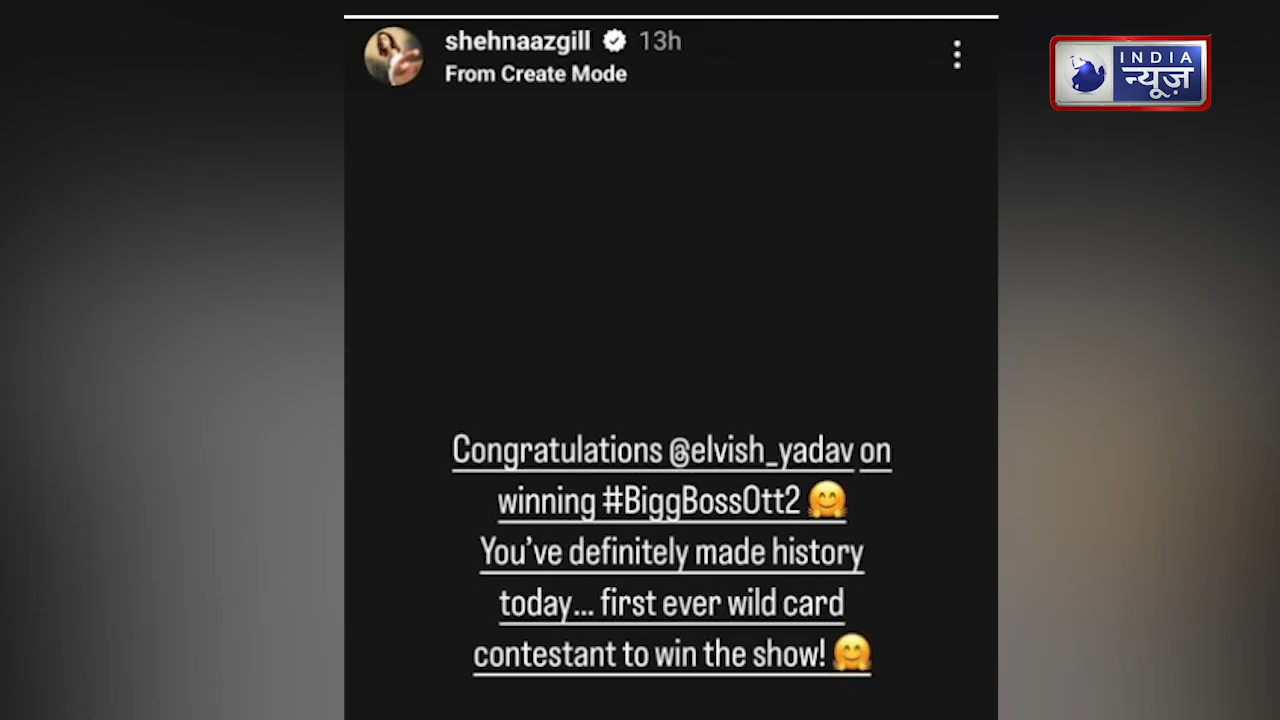 shehnaazgill 13h
From Create Mode
INDIA
न्यूज़
Congratulations @elvish_yadav on
winning #BiggBossOtt2 🤗
You've definitely made history
today... first ever wild card
contestant to win the show! 🤗